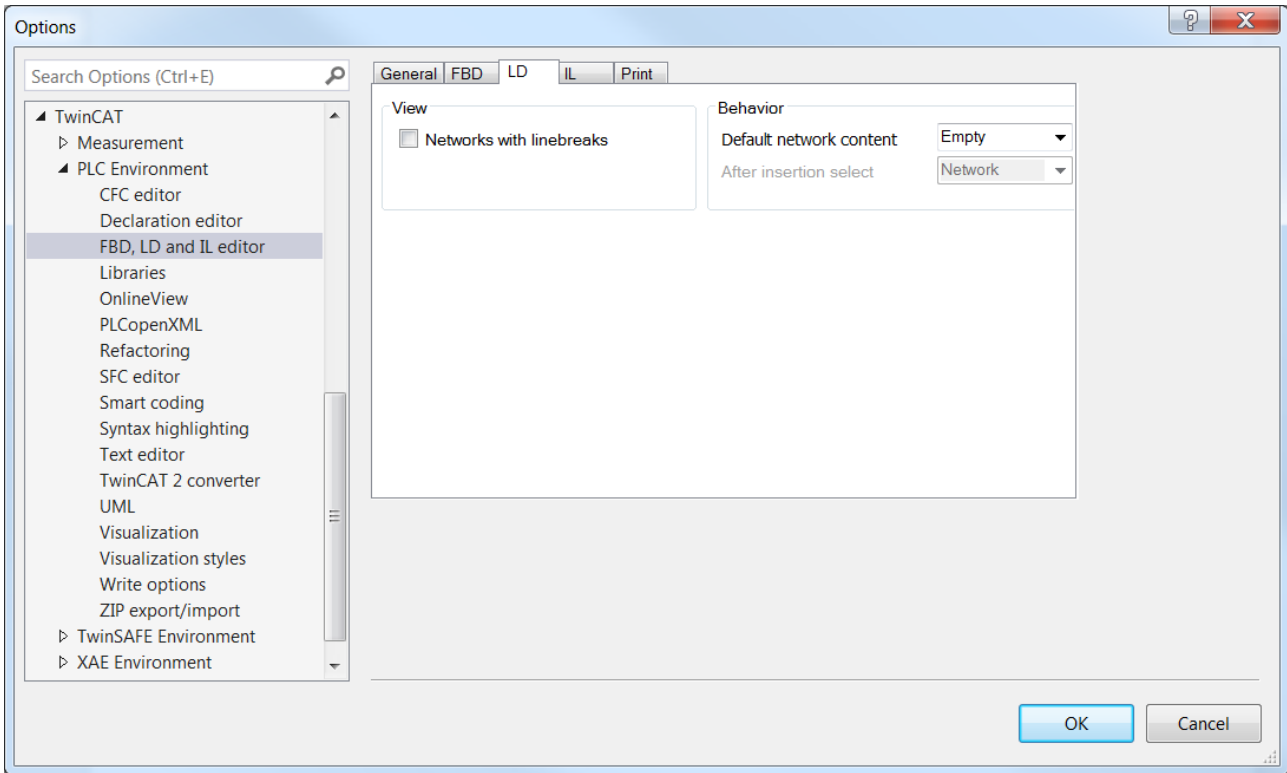 Options
Search Options (Ctrl+E)
TwinCAT
Measurement
PLC Environment
CFC editor
Declaration editor
FBD, LD and IL editor
Libraries
OnlineView
PLCopenXML
Refactoring
SFC editor
Smart coding
Syntax highlighting
Text editor
TwinCAT 2 converter
UML
Visualization
Visualization styles
Write options
ZIP export/import
TwinSAFE Environment
XAE Environment
General FBD LD IL Print
View
Networks with linebreaks
Behavior
Default network content Empty
After insertion select Network
OK Cancel